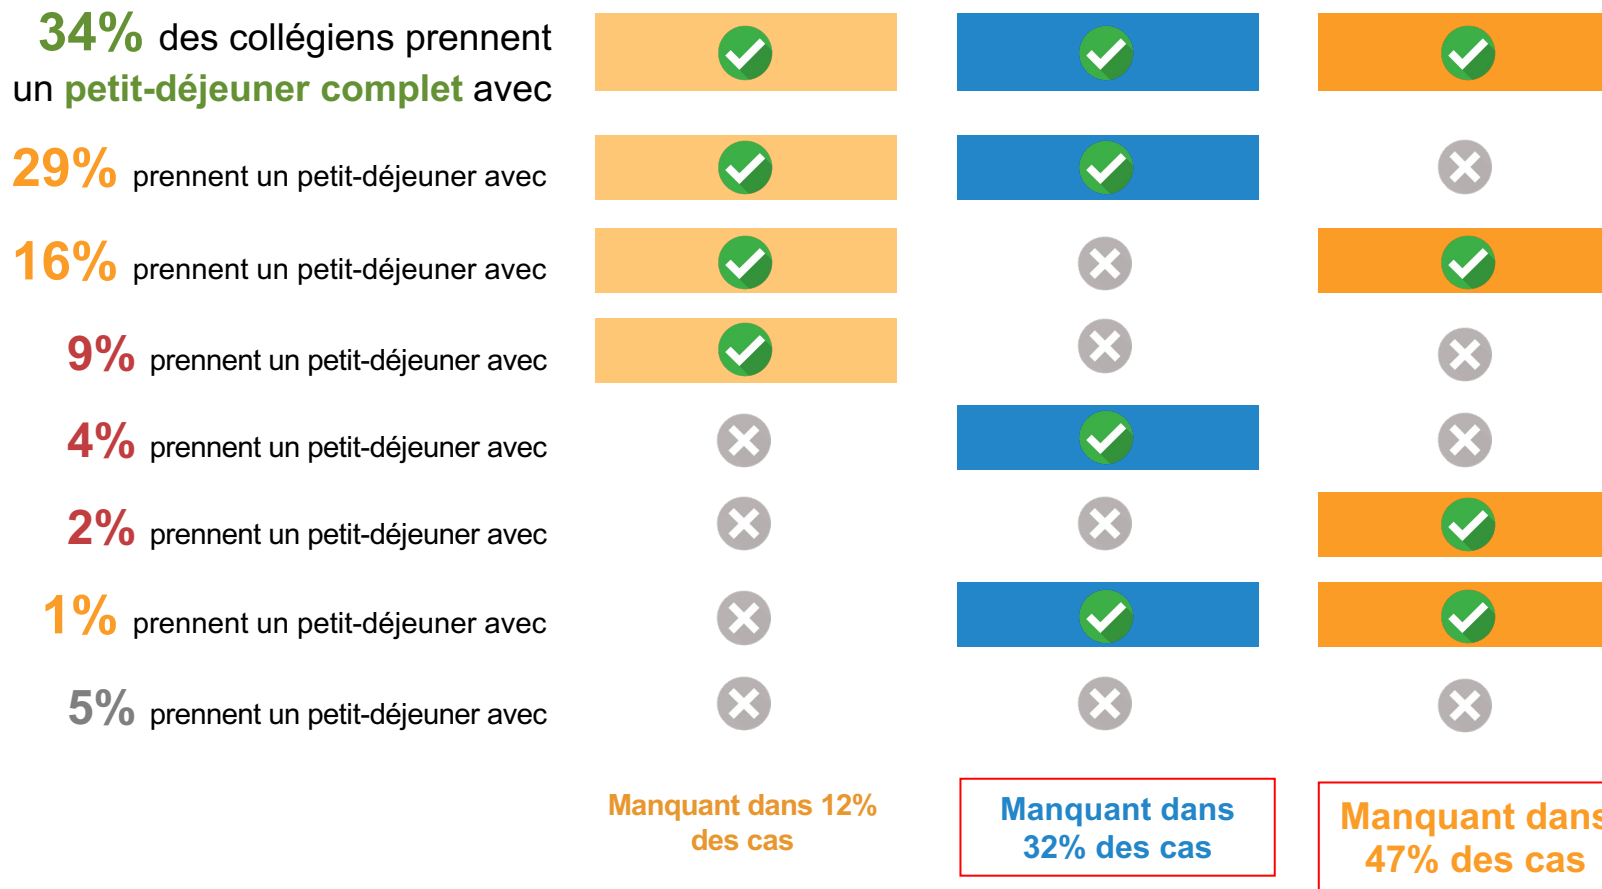 34% des collégiens prennent
un petit-déjeuner complet avec
29% prennent un petit-déjeuner avec
16% prennent un petit-déjeuner avec
9% prennent un petit-déjeuner avec
4% prennent un petit-déjeuner avec
2% prennent un petit-déjeuner avec
1% prennent un petit-déjeuner avec
5% prennent un petit-déjeuner avec
Manquant dans 12%
des cas
Manquant dans
32% des cas
Manquant dans
47% des cas